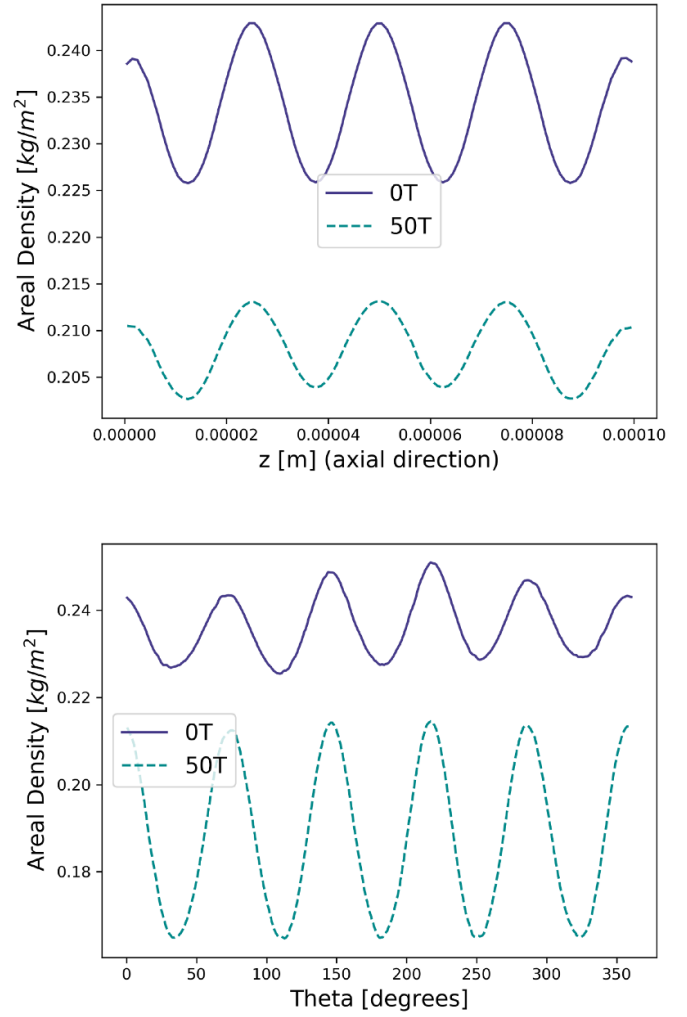 0.240
0.235
0.230
0.225
0.220
0.215
0.210
0.205
Areal Density [kg/m²]
0T
50T
0.00000 0.00002 0.00004 0.00006 0.00008 0.00010
z [m] (axial direction)
0.24
0.22
0.20
0.18
Areal Density [kg/m²]
0T
50T
0 50 100 150 200 250 300 350
Theta [degrees]